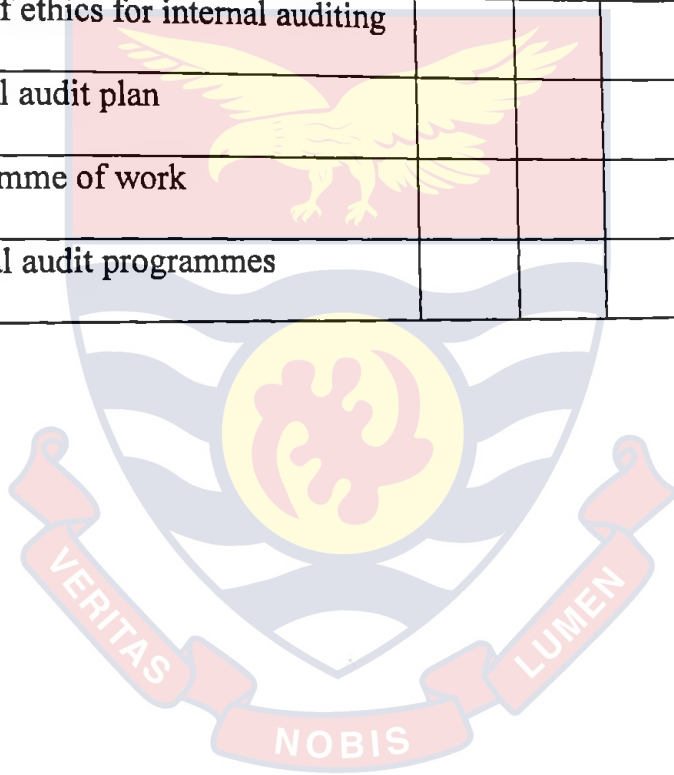 f ethics for internal auditing
l audit plan
mme of work
l audit programmes
VERITAS
NOBIS
LUMEN